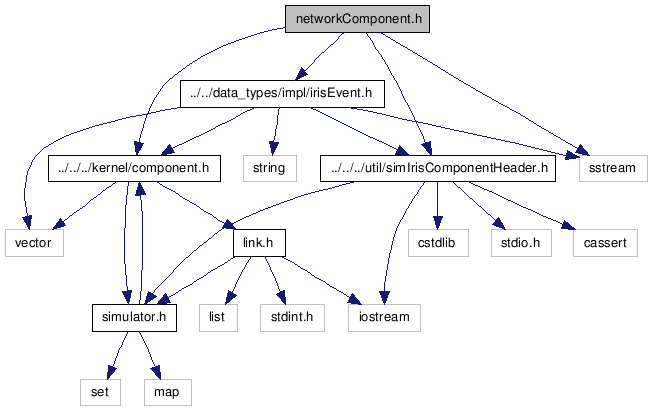 networkComponent.h
../../data_types/impl/irisEvent.h
../../../kernel/component.h
string
../../../util/simIrisComponentHeader.h
sstream
vector
link.h
cstdlib
stdio.h
cassert
simulator.h
list
stdint.h
iostream
set
map